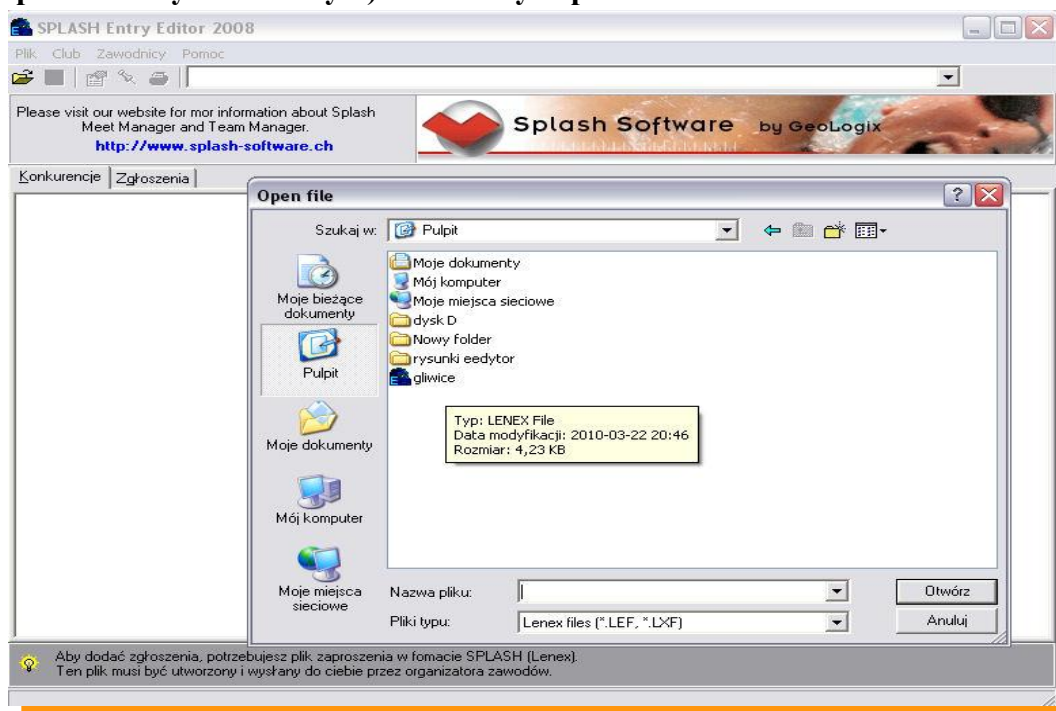 SPLASH Entry Editor 2008
Plik Club Zawodnicy Pomoc
Please visit our website for mor information about Splash
Meet Manager and Team Manager.
http://www.splash-software.ch
Splash Software by GeoLogix
Konkurencje Zgłoszenia
Open file
Szukaj w: Pulpit
Moje bieżące
dokumenty
Pulpit
Moje dokumenty
Mój komputer
Moje miejsca
sieciowe
Moje dokumenty
Mój komputer
Moje miejsca sieciowe
dysk D
Nowy folder
rysunki eedytor
gliwice
Typ: LENEX File
Data modyfikacji: 2010-03-22 20:46
Rozmiar: 4,23 KB
Nazwa pliku: Otwórz
Pliki typu: Lenex files (*.LEF, *.LXF) Anuluj
Aby dodać zgłoszenia, potrzebujesz plik zaproszenia w fomacie SPLASH (Lenex).
Ten plik musi być utworzony i wysłany do ciebie przez organizatora zawodów.